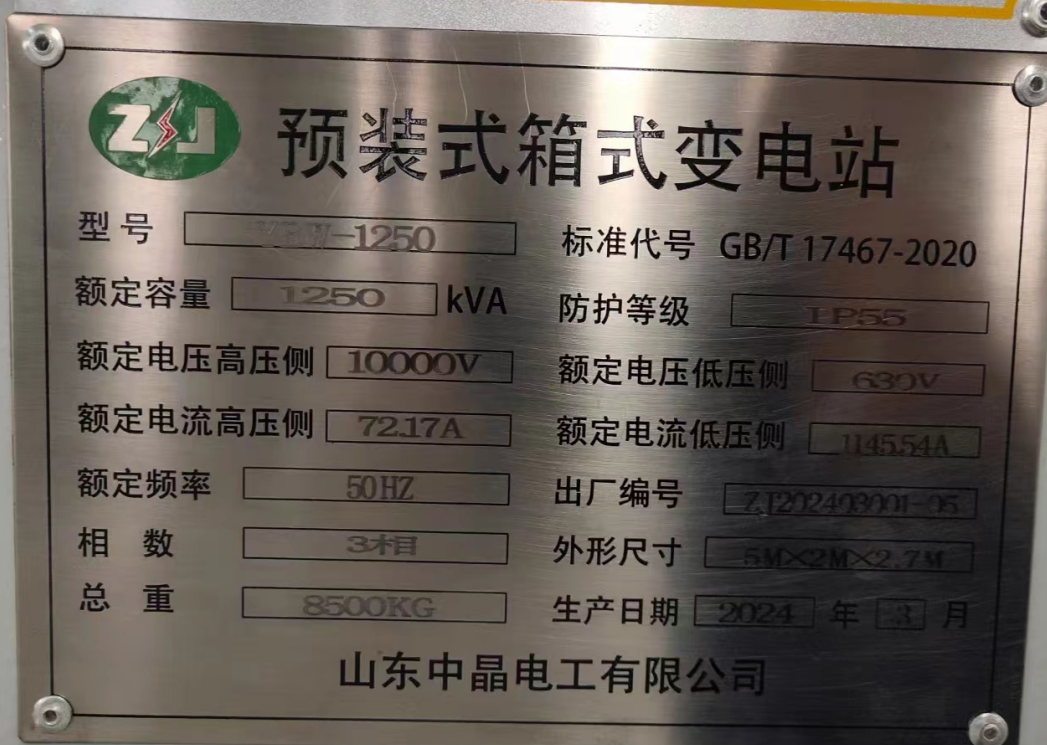 ZJ 预装式箱式变电站
型号 YBW-1250 标准代号 GB/T 17467-2020
额定容量 1250 kVA 防护等级 IP55
额定电压高压侧 10000V 额定电压低压侧 630V
额定电流高压侧 72.17A 额定电流低压侧 1145.54A
额定频率 50HZ 出厂编号 ZJ202403001-05
相数 3相 外形尺寸 5M×2M×2.7M
总重 8500KG 生产日期 2024 年 3 月
山东中晶电工有限公司